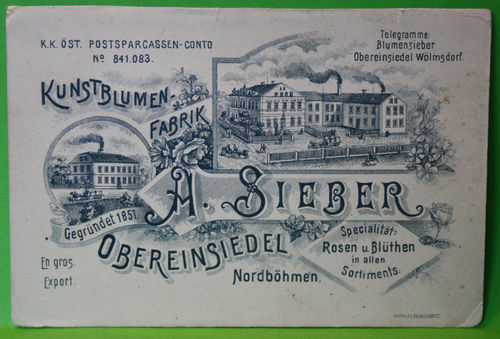 K.K. ÖST. POSTSPARCASSEN-CONTO
No 841.083.
Telegramme:
Blumensieber
Obereinsiedel Wölmsdorf.
KUNSTBLUMEN-
FABRIK
Gegründet 1857
A. SIEBER
OBEREINSIEDEL
Nordböhmen.
En gros.
Export.
Specialität:
Rosen u. Blüthen
in allen
Sortiments.